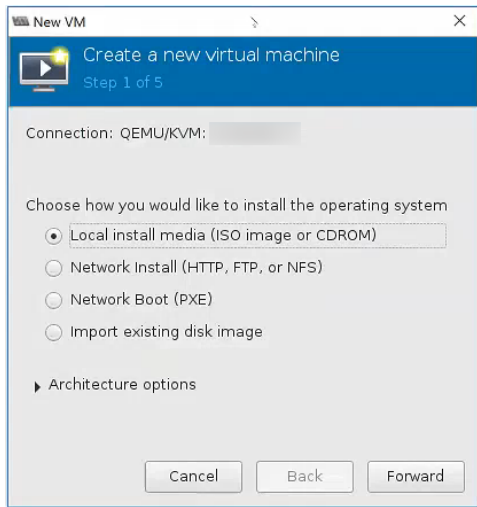 New VM
Create a new virtual machine
Step 1 of 5
Connection: QEMU/KVM:
Choose how you would like to install the operating system
Local install media (ISO image or CDROM)
Network Install (HTTP, FTP, or NFS)
Network Boot (PXE)
Import existing disk image
Architecture options
Cancel Back Forward